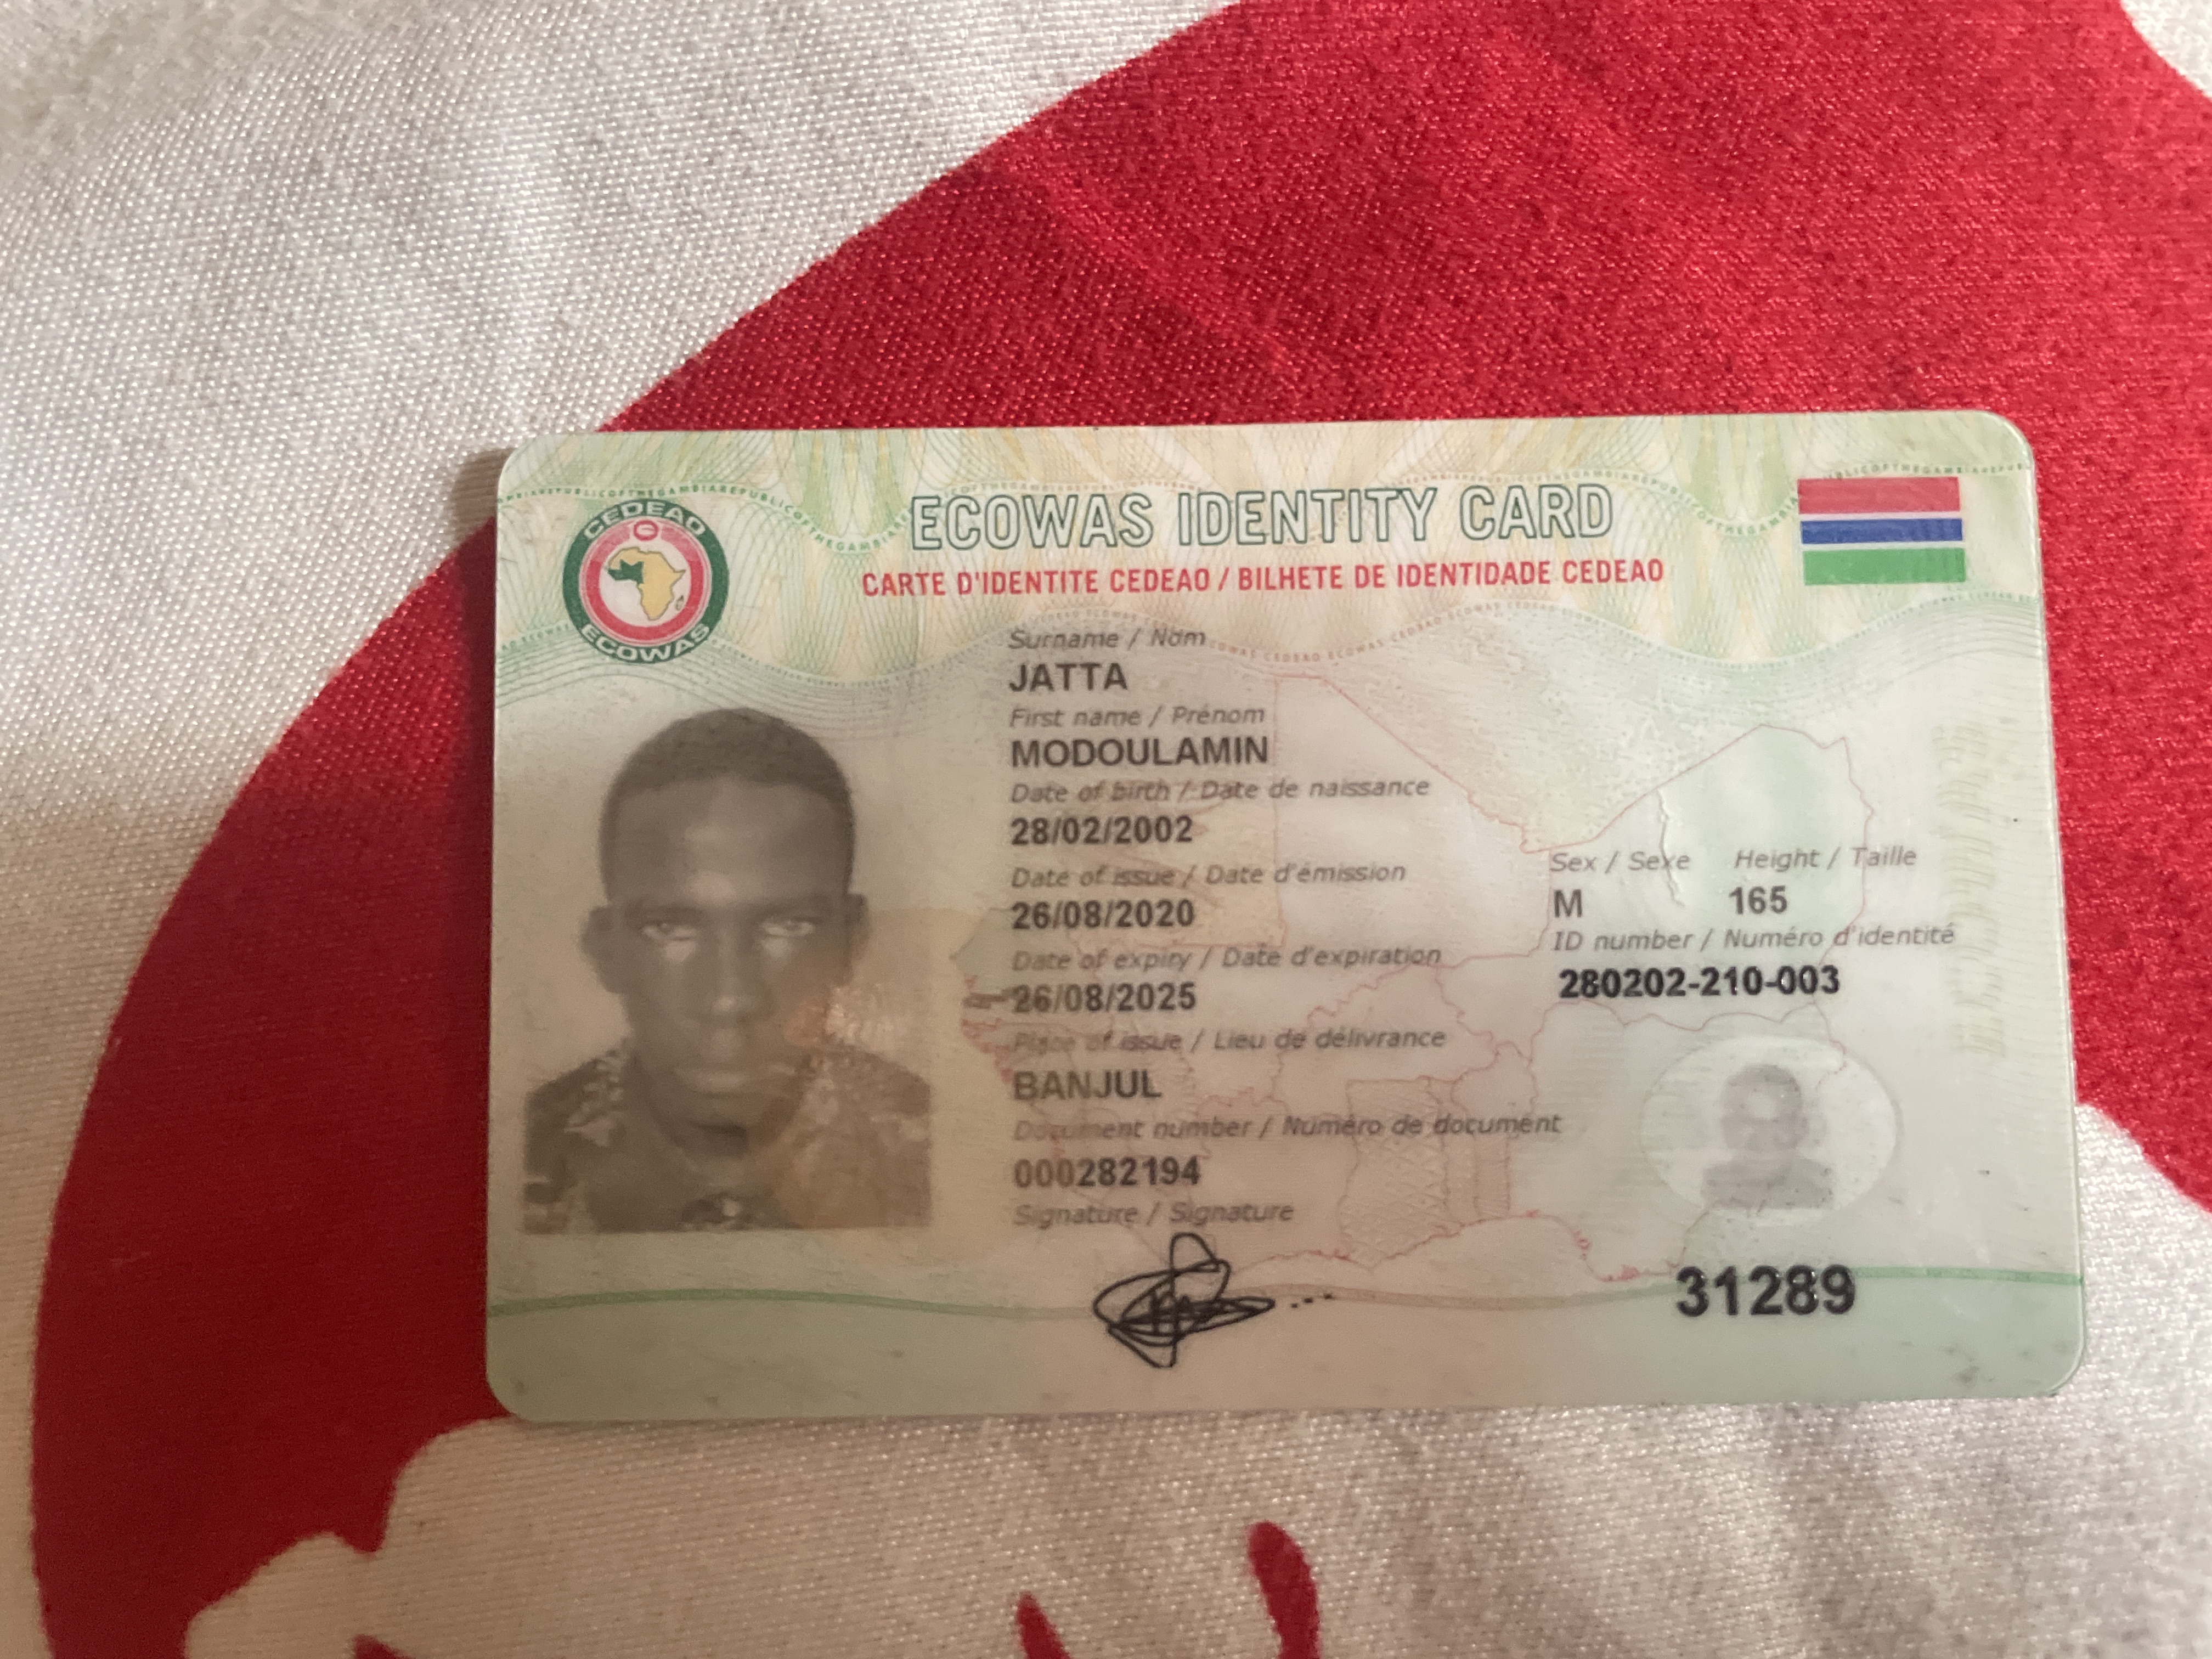 CEDEAO
ECOWAS
ECOWAS IDENTITY CARD
CARTE D'IDENTITE CEDEAO / BILHETE DE IDENTIDADE CEDEAO
Surname / Nom
JATTA
First name / Prénom
MODOULAMIN
Date of birth / Date de naissance
28/02/2002
Date of issue / Date d'émission
26/08/2020
Date of expiry / Date d'expiration
26/08/2025
Place of issue / Lieu de délivrance
BANJUL
Document number / Numéro de document
000282194
Signature / Signature
Sex / Sexe Height / Taille
M 165
ID number / Numéro d'identité
280202-210-003
31289